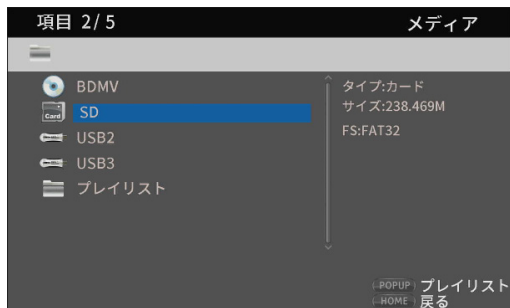 項目 2/5
メディア
BDMV
Card SD
USB2
USB3
プレイリスト
タイプ:カード
サイズ:238.469M
FS:FAT32
POPUP プレイリスト
HOME 戻る